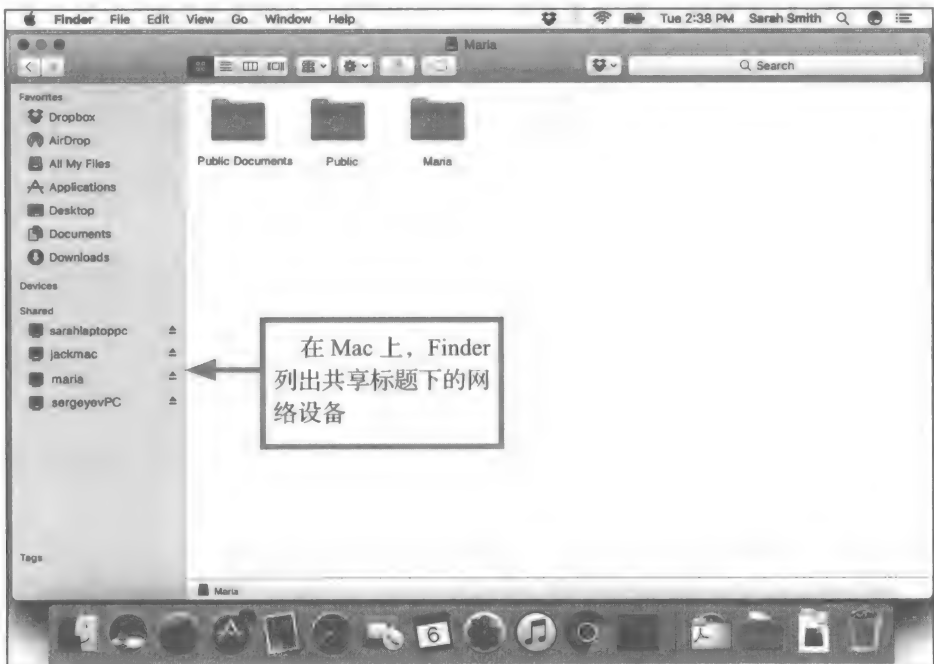 Finder File Edit View Go Window Help Tue 2:38 PM Sarah Smith
Maria
Search
Favorites
Dropbox
AirDrop
All My Files
Applications
Desktop
Documents
Downloads
Devices
Shared
sarahlaptoppc
jackmac
maria
sergeyevPC
Tags
Public Documents Public Maria
在 Mac 上，Finder
列出共享标题下的网
络设备
Maria
6